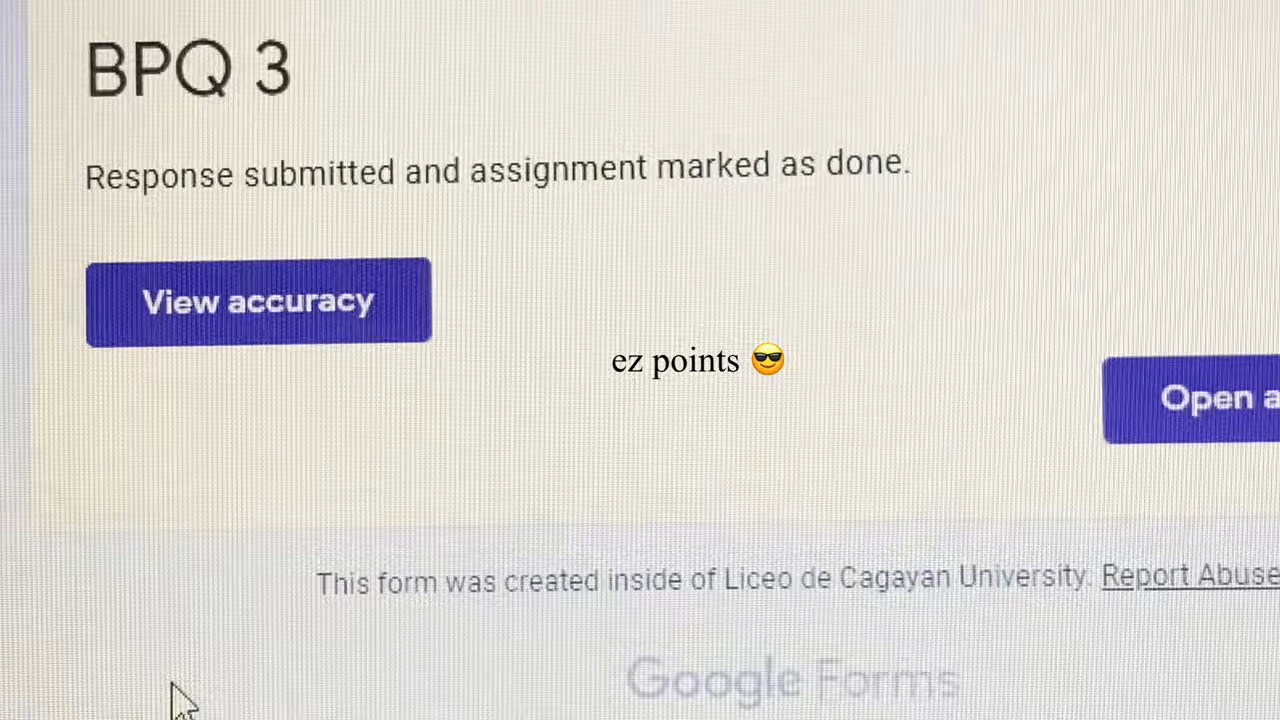 BPQ 3
Response submitted and assignment marked as done.
View accuracy
ez points 😎
Open a
This form was created inside of Liceo de Cagayan University. Report Abuse
Google Forms